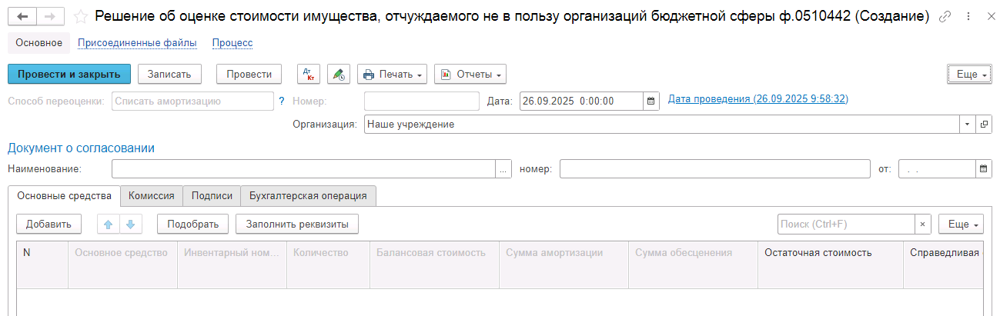 Решение об оценке стоимости имущества, отчуждаемого не в пользу организаций бюджетной сферы ф.0510442 (Создание)
Основное Присоединенные файлы Процесс
Провести и закрыть Записать Провести Дт Кт Печать Отчеты Еще
Способ переоценки: Списать амортизацию ? Номер: Дата: 26.09.2025 0:00:00 Дата проведения (26.09.2025 9:58:32)
Организация: Наше учреждение
Документ о согласовании
Наименование: ... номер: от: . .
Основные средства Комиссия Подписи Бухгалтерская операция
Добавить Подобрать Заполнить реквизиты Поиск (Ctrl+F) × Еще
N Основное средство Инвентарный ном... Количество Балансовая стоимость Сумма амортизации Сумма обесценения Остаточная стоимость Справедливая